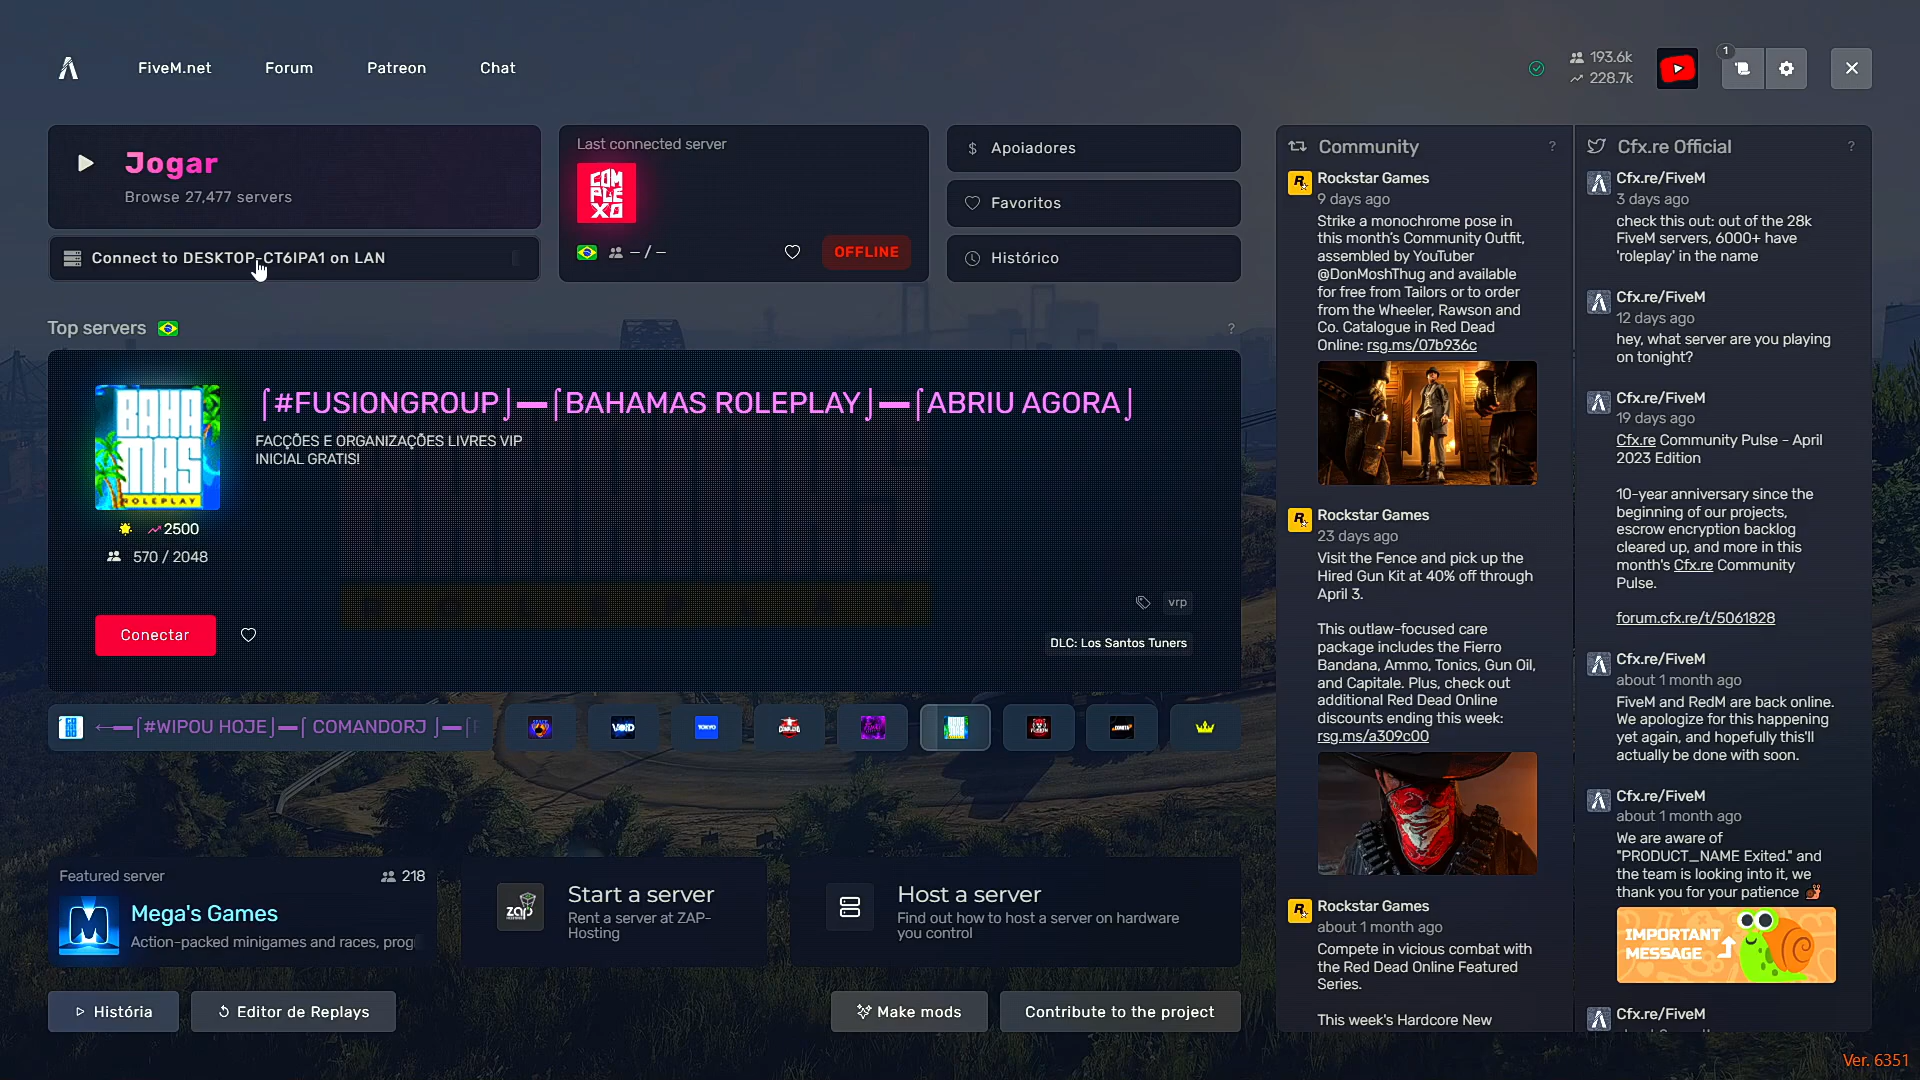 FiveM.net
Forum
Patreon
Chat
193.6k
228.7k
1
Jogar
Browse 27,477 servers
Connect to DESKTOP-CT6IPA1 on LAN
Last connected server
COM
PLE
XO
– / –
OFFLINE
Apoiadores
Favoritos
Histórico
Top servers
?
BAHA
MAS
ROLEPLAY
2500
570 / 2048
⌠#FUSIONGROUP⌡▬⌠BAHAMAS ROLEPLAY⌡▬⌠ABRIU AGORA⌡
FACÇÕES E ORGANIZAÇÕES LIVRES VIP
INICIAL GRATIS!
Conectar
vrp
DLC: Los Santos Tuners
←▬⌠#WIPOU HOJE⌡▬⌠ COMANDORJ ⌡▬⌠
VOID
TOKYO
Featured server
218
Mega's Games
Action-packed minigames and races, prog
zap
Start a server
Rent a server at ZAP-
Hosting
Host a server
Find out how to host a server on hardware
you control
História
Editor de Replays
Make mods
Contribute to the project
Community
?
Rockstar Games
9 days ago
Strike a monochrome pose in
this month's Community Outfit,
assembled by YouTuber
@DonMoshThug and available
for free from Tailors or to order
from the Wheeler, Rawson and
Co. Catalogue in Red Dead
Online: rsg.ms/07b936c
Rockstar Games
23 days ago
Visit the Fence and pick up the
Hired Gun Kit at 40% off through
April 3.
This outlaw-focused care
package includes the Fierro
Bandana, Ammo, Tonics, Gun Oil,
and Capitale. Plus, check out
additional Red Dead Online
discounts ending this week:
rsg.ms/a309c00
Rockstar Games
about 1 month ago
Compete in vicious combat with
the Red Dead Online Featured
Series.
This week's Hardcore New
Cfx.re Official
?
Cfx.re/FiveM
3 days ago
check this out: out of the 28k
FiveM servers, 6000+ have
'roleplay' in the name
Cfx.re/FiveM
12 days ago
hey, what server are you playing
on tonight?
Cfx.re/FiveM
19 days ago
Cfx.re Community Pulse - April
2023 Edition
10-year anniversary since the
beginning of our projects,
escrow encryption backlog
cleared up, and more in this
month's Cfx.re Community
Pulse.
forum.cfx.re/t/5061828
Cfx.re/FiveM
about 1 month ago
FiveM and RedM are back online.
We apologize for this happening
yet again, and hopefully this'll
actually be done with soon.
Cfx.re/FiveM
about 1 month ago
We are aware of
"PRODUCT_NAME Exited." and
the team is looking into it, we
thank you for your patience 🐌
IMPORTANT
MESSAGE
Cfx.re/FiveM
Ver. 6351